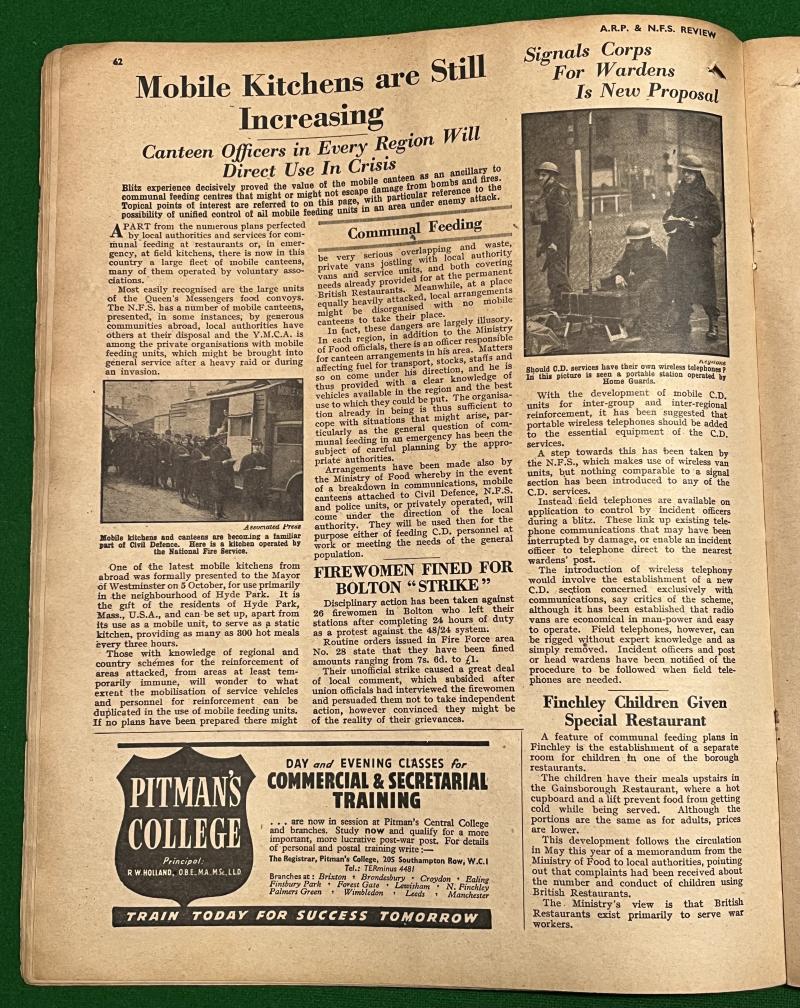 62
A.R.P. & N.F.S. REVIEW
Mobile Kitchens are Still
Increasing
Canteen Officers in Every Region Will
Direct Use In Crisis
Blitz experience decisively proved the value of the mobile canteen as an ancillary to
communal feeding centres that might or might not escape damage from bombs and fires.
Topical points of interest are referred to on this page, with particular reference to the
possibility of unified control of all mobile feeding units in an area under enemy attack.
APART from the numerous plans perfected
by local authorities and services for com-
munal feeding at restaurants or, in emer-
gency, at field kitchens, there is now in this
country a large fleet of mobile canteens,
many of them operated by voluntary asso-
ciations.
Most easily recognised are the large units
of the Queen's Messengers food convoys.
The N.F.S. has a number of mobile canteens,
presented, in some instances, by generous
communities abroad, local authorities have
others at their disposal and the Y.M.C.A. is
among the private organisations with mobile
feeding units, which might be brought into
general service after a heavy raid or during
an invasion.
Associated Press
Mobile kitchens and canteens are becoming a familiar
part of Civil Defence. Here is a kitchen operated by
the National Fire Service.
One of the latest mobile kitchens from
abroad was formally presented to the Mayor
of Westminster on 5 October, for use primarily
in the neighbourhood of Hyde Park. It is
the gift of the residents of Hyde Park,
Mass., U.S.A., and can be set up, apart from
its use as a mobile unit, to serve as a static
kitchen, providing as many as 800 hot meals
every three hours.
Those with knowledge of regional and
country schemes for the reinforcement of
areas attacked, from areas at least tem-
porarily immune, will wonder to what
extent the mobilisation of service vehicles
and personnel for reinforcement can be
duplicated in the use of mobile feeding units.
If no plans have been prepared there might
Communal Feeding
be very serious overlapping and waste,
private vans jostling with local authority
vans and service units, and both covering
needs already provided for at the permanent
British Restaurants. Meanwhile, at a place
equally heavily attacked, local arrangements
might be disorganised with no mobile
canteens to take their place.
In fact, these dangers are largely illusory.
In each region, in addition to the Ministry
of Food officials, there is an officer responsible
for canteen arrangements in his area. Matters
affecting fuel for transport, stocks, staffs and
so on come under his direction, and he is
thus provided with a clear knowledge of
vehicles available in the region and the best
use to which they could be put. The organisa-
tion already in being is thus sufficient to
cope with situations that might arise, par-
ticularly as the general question of com-
munal feeding in an emergency has been the
subject of careful planning by the appro-
priate authorities.
Arrangements have been made also by
the Ministry of Food whereby in the event
of a breakdown in communications, mobile
canteens attached to Civil Defence, N.F.S.
and police units, or privately operated, will
come under the direction of the local
authority. They will be used then for the
purpose either of feeding C.D. personnel at
work or meeting the needs of the general
population.
FIREWOMEN FINED FOR
BOLTON "STRIKE"
Disciplinary action has been taken against
26 firewomen in Bolton who left their
stations after completing 24 hours of duty
as a protest against the 48/24 system.
Routine orders issued in Fire Force area
No. 28 state that they have been fined
amounts ranging from 7s. 6d. to £1.
Their unofficial strike caused a great deal
of local comment, which subsided after
union officials had interviewed the firewomen
and persuaded them not to take independent
action, however convinced they might be
of the reality of their grievances.
Signals Corps
For Wardens
Is New Proposal
Keystone
Should C.D. services have their own wireless telephones?
In this picture is seen a portable station operated by
Home Guards.
With the development of mobile C.D.
units for inter-group and inter-regional
reinforcement, it has been suggested that
portable wireless telephones should be added
to the essential equipment of the C.D.
services.
A step towards this has been taken by
the N.F.S., which makes use of wireless van
units, but nothing comparable to a signal
section has been introduced to any of the
C.D. services.
Instead field telephones are available on
application to control by incident officers
during a blitz. These link up existing tele-
phone communications that may have been
interrupted by damage, or enable an incident
officer to telephone direct to the nearest
wardens' post.
The introduction of wireless telephony
would involve the establishment of a new
C.D. section concerned exclusively with
communications, say critics of the scheme,
although it has been established that radio
vans are economical in man-power and easy
to operate. Field telephones, however, can
be rigged without expert knowledge and as
simply removed. Incident officers and post
or head wardens have been notified of the
procedure to be followed when field tele-
phones are needed.
Finchley Children Given
Special Restaurant
A feature of communal feeding plans in
Finchley is the establishment of a separate
room for children in one of the borough
restaurants.
The children have their meals upstairs in
the Gainsborough Restaurant, where a hot
cupboard and a lift prevent food from getting
cold while being served. Although the
portions are the same as for adults, prices
are lower.
This development follows the circulation
in May this year of a memorandum from the
Ministry of Food to local authorities, pointing
out that complaints had been received about
the number and conduct of children using
British Restaurants.
The Ministry's view is that British
Restaurants exist primarily to serve war
workers.
PITMAN'S
COLLEGE
Principal:
R.W. HOLLAND, O.B.E., M.A., M.Sc., LL.D.
DAY and EVENING CLASSES for
COMMERCIAL & SECRETARIAL
TRAINING
. . . are now in session at Pitman's Central College
and branches. Study now and qualify for a more
important, more lucrative post-war post. For details
of personal and postal training write:—
The Registrar, Pitman's College, 205 Southampton Row, W.C.I
Tel.: TERminus 4481
Branches at: Brixton · Brondesbury · Croydon · Ealing
Finsbury Park · Forest Gate · Lewisham · N. Finchley
Palmers Green · Wimbledon · Leeds · Manchester
TRAIN TODAY FOR SUCCESS TOMORROW